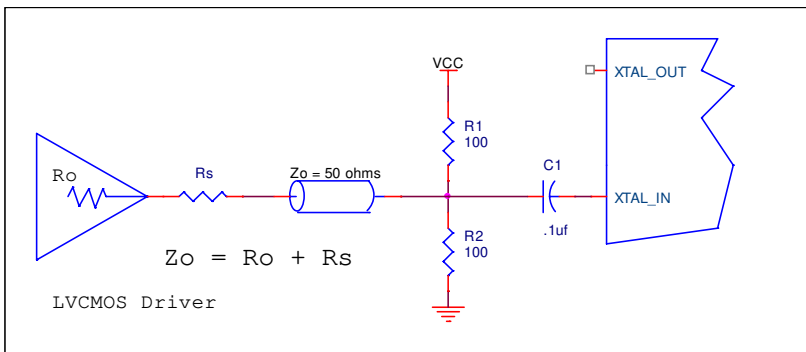 VCC
XTAL_OUT
R1
100
Ro
Rs
Zo = 50 ohms
C1
XTAL_IN
.1uf
R2
100
Zo = Ro + Rs
LVCMOS Driver